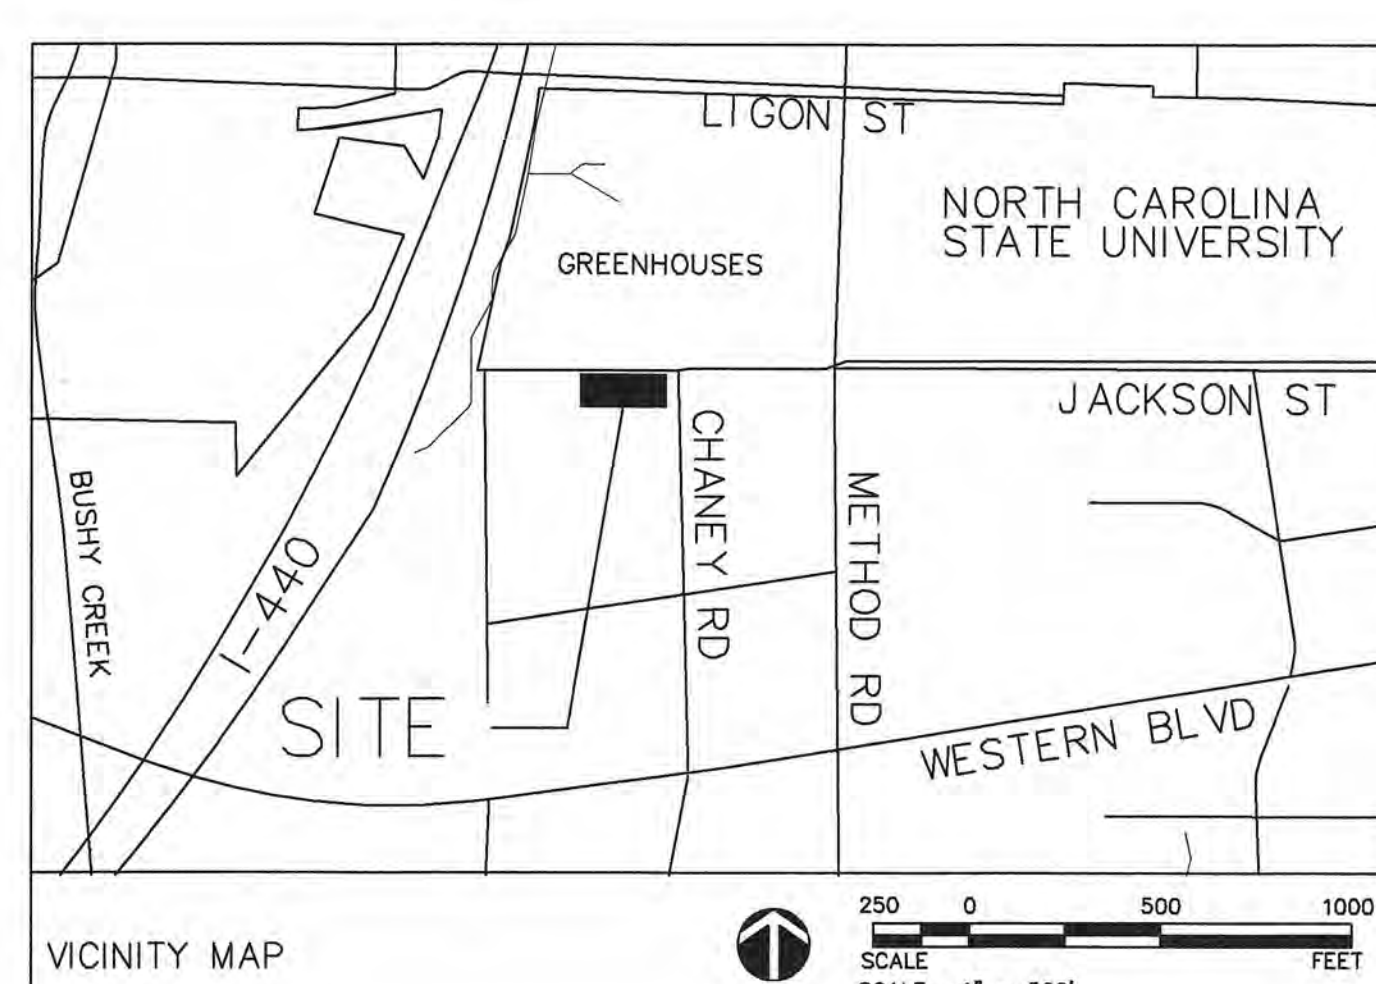 LIGON ST
NORTH CAROLINA
STATE UNIVERSITY
GREENHOUSES
JACKSON ST
CHANEY RD
METHOD RD
BUSHY CREEK
I-440
SITE
WESTERN BLVD
250 0 500 1000
SCALE FEET
VICINITY MAP